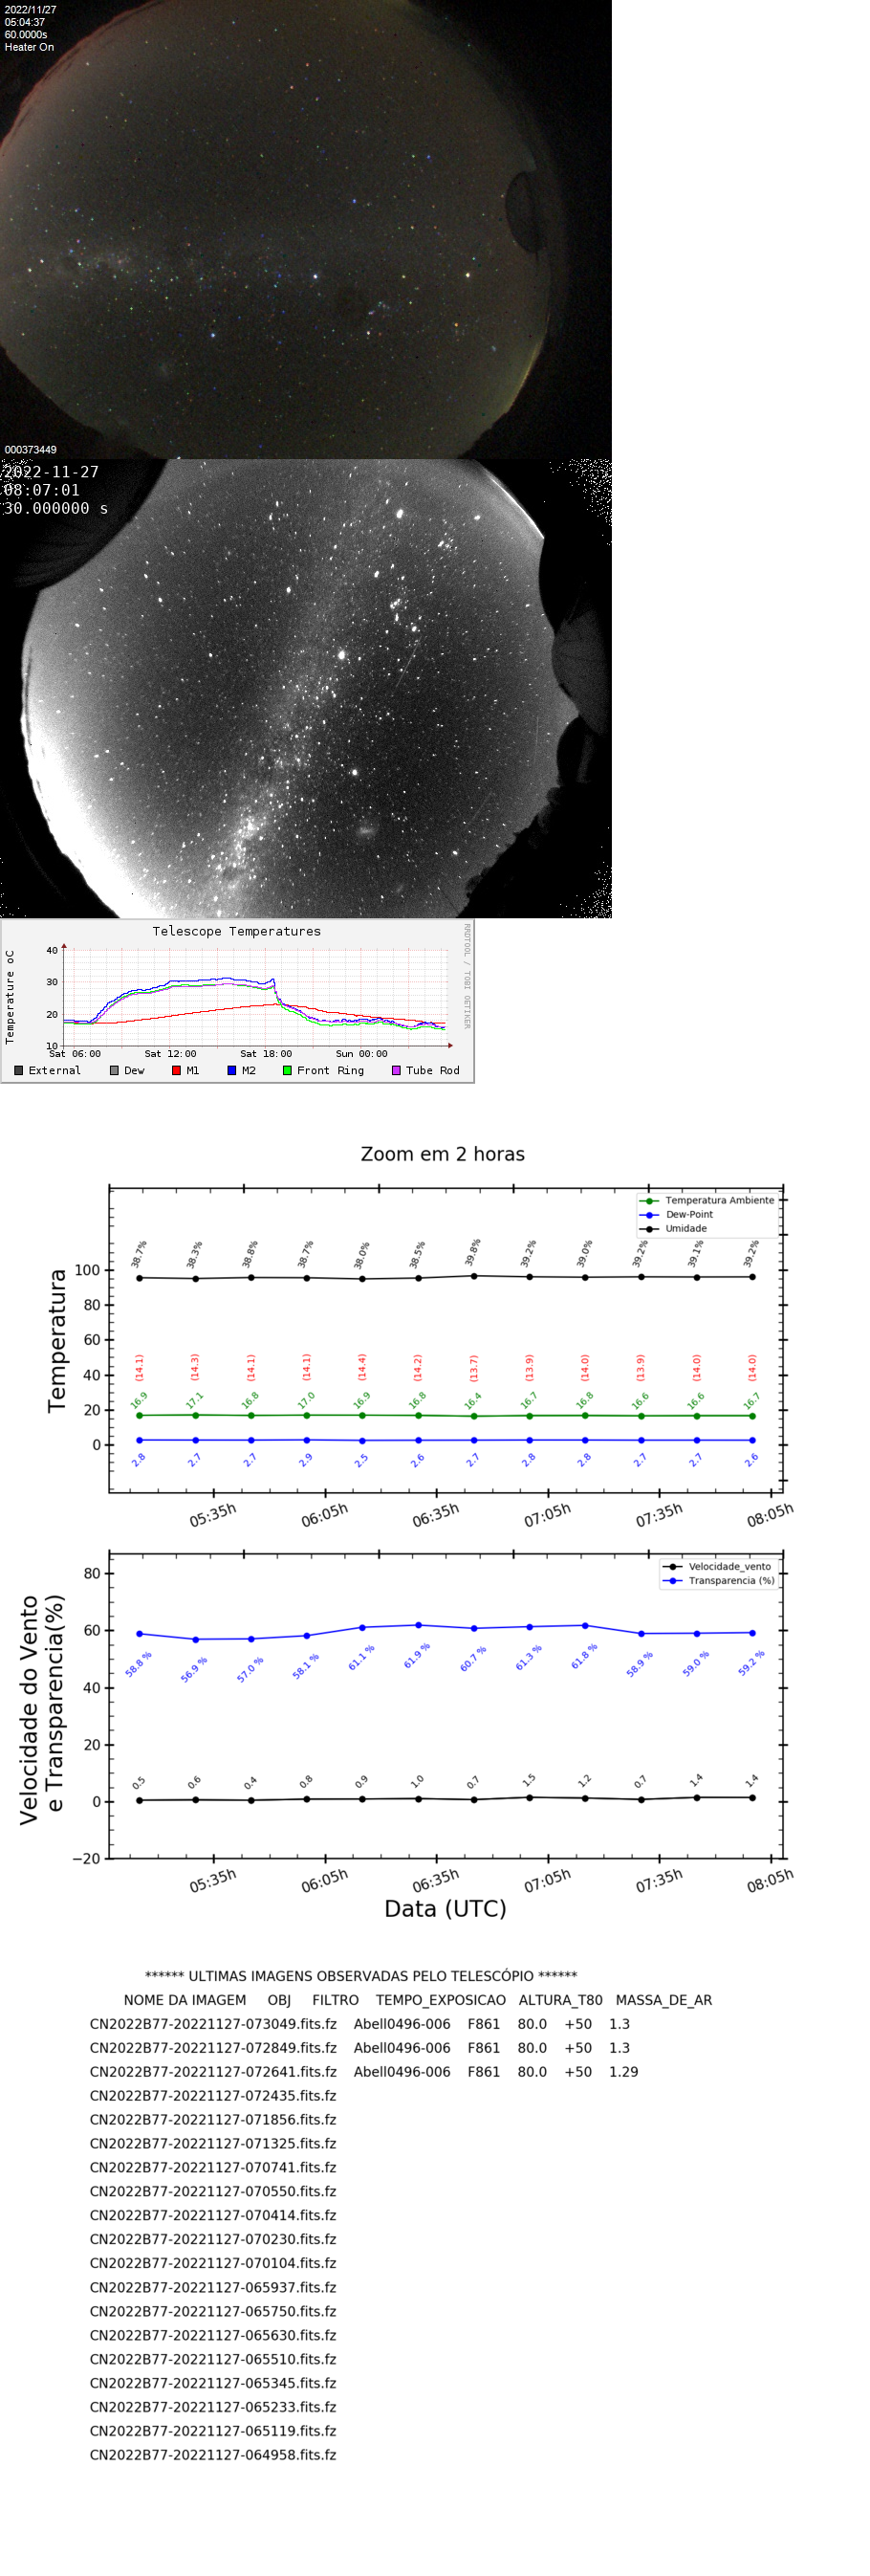 2022/11/27
05:04:37
60.0000s
Heater On
000373449
2022-11-27
08:07:01
30.000000 s
Telescope Temperatures
RRDTOOL / TOBI OETIKER
Temperature oC
40
30
20
10
Sat 06:00 Sat 12:00 Sat 18:00 Sun 00:00
External Dew M1 M2 Front Ring Tube Rod
Zoom em 2 horas
Temperatura Ambiente
Dew-Point
Umidade
38.7% 38.3% 38.8% 38.7% 38.0% 38.5% 39.8% 39.2% 39.0% 39.2% 39.1% 39.2%
Temperatura
100
80
60
40
20
0
(14.1) (14.3) (14.1) (14.1) (14.4) (14.2) (13.7) (13.9) (14.0) (13.9) (14.0) (14.0)
16.9 17.1 16.8 17.0 16.9 16.8 16.4 16.7 16.8 16.6 16.6 16.7
2.8 2.7 2.7 2.9 2.5 2.6 2.7 2.8 2.8 2.7 2.7 2.6
05:35h 06:05h 06:35h 07:05h 07:35h 08:05h
Velocidade_vento
Transparencia (%)
Velocidade do Vento
e Transparencia(%)
80
60
40
20
0
−20
58.8 % 56.9 % 57.0 % 58.1 % 61.1 % 61.9 % 60.7 % 61.3 % 61.8 % 58.9 % 59.0 % 59.2 %
0.5 0.6 0.4 0.8 0.9 1.0 0.7 1.5 1.2 0.7 1.4 1.4
05:35h 06:05h 06:35h 07:05h 07:35h 08:05h
Data (UTC)
****** ULTIMAS IMAGENS OBSERVADAS PELO TELESCÓPIO ******
NOME DA IMAGEM OBJ FILTRO TEMPO_EXPOSICAO ALTURA_T80 MASSA_DE_AR
CN2022B77-20221127-073049.fits.fz Abell0496-006 F861 80.0 +50 1.3
CN2022B77-20221127-072849.fits.fz Abell0496-006 F861 80.0 +50 1.3
CN2022B77-20221127-072641.fits.fz Abell0496-006 F861 80.0 +50 1.29
CN2022B77-20221127-072435.fits.fz
CN2022B77-20221127-071856.fits.fz
CN2022B77-20221127-071325.fits.fz
CN2022B77-20221127-070741.fits.fz
CN2022B77-20221127-070550.fits.fz
CN2022B77-20221127-070414.fits.fz
CN2022B77-20221127-070230.fits.fz
CN2022B77-20221127-070104.fits.fz
CN2022B77-20221127-065937.fits.fz
CN2022B77-20221127-065750.fits.fz
CN2022B77-20221127-065630.fits.fz
CN2022B77-20221127-065510.fits.fz
CN2022B77-20221127-065345.fits.fz
CN2022B77-20221127-065233.fits.fz
CN2022B77-20221127-065119.fits.fz
CN2022B77-20221127-064958.fits.fz